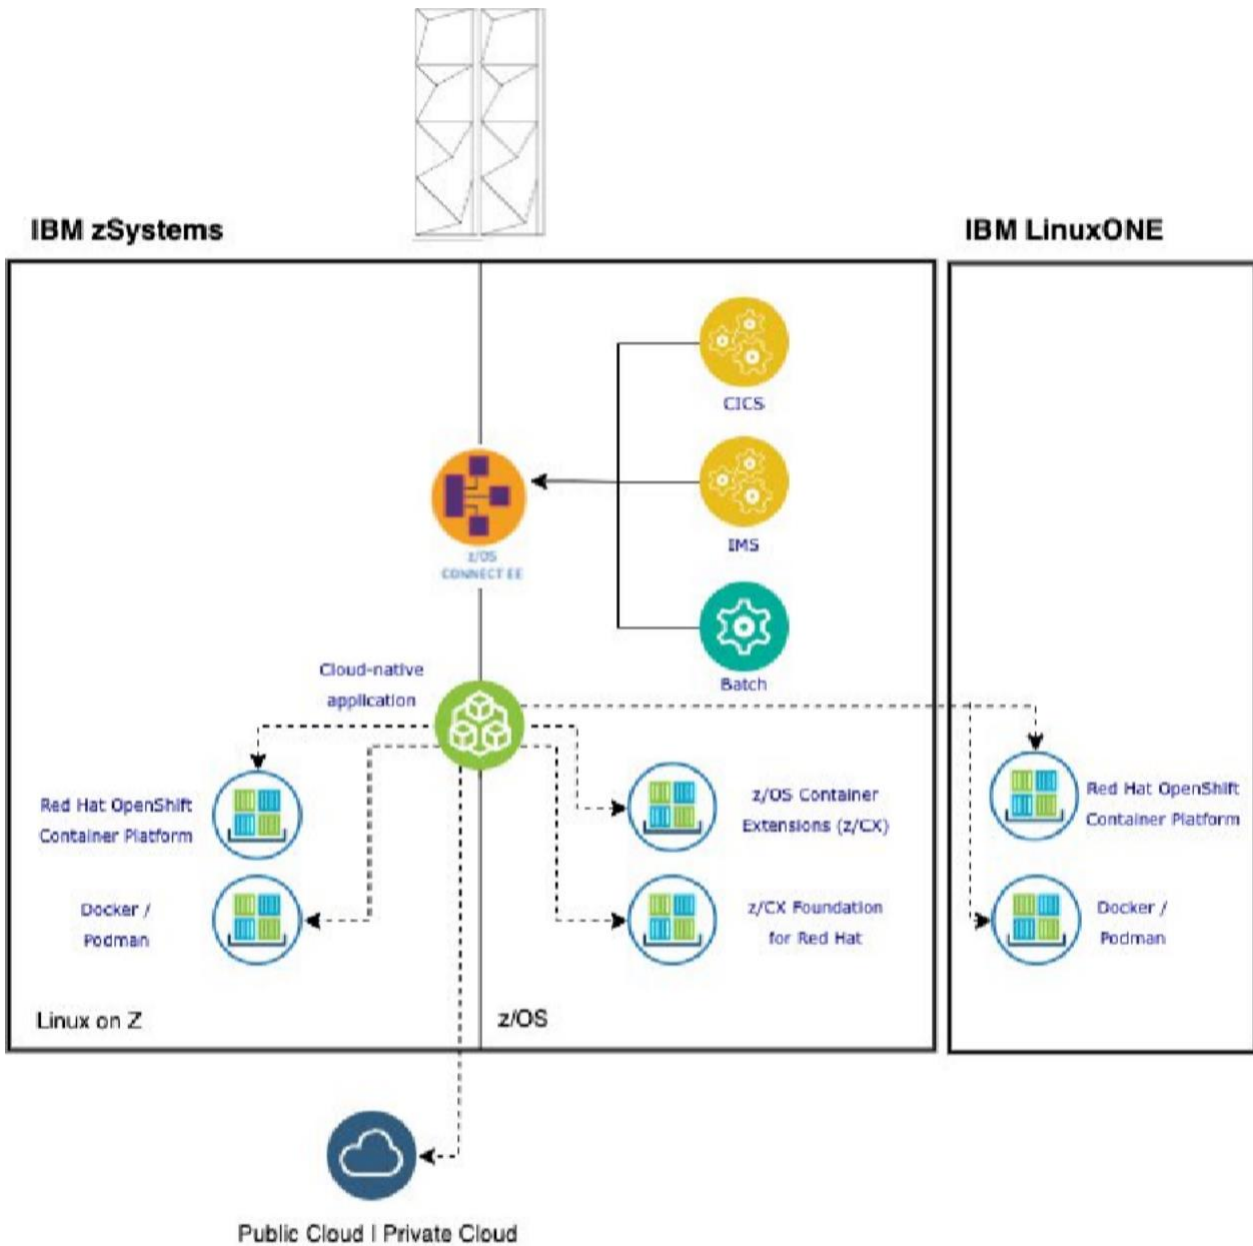 IBM zSystems
IBM LinuxONE
CICS
IMS
z/OS
CONNECT EE
Batch
Cloud-native
application
Red Hat OpenShift
Container Platform
z/OS Container
Extensions (z/CX)
Red Hat OpenShift
Container Platform
Docker /
Podman
z/CX Foundation
for Red Hat
Docker /
Podman
Linux on Z
z/OS
Public Cloud | Private Cloud